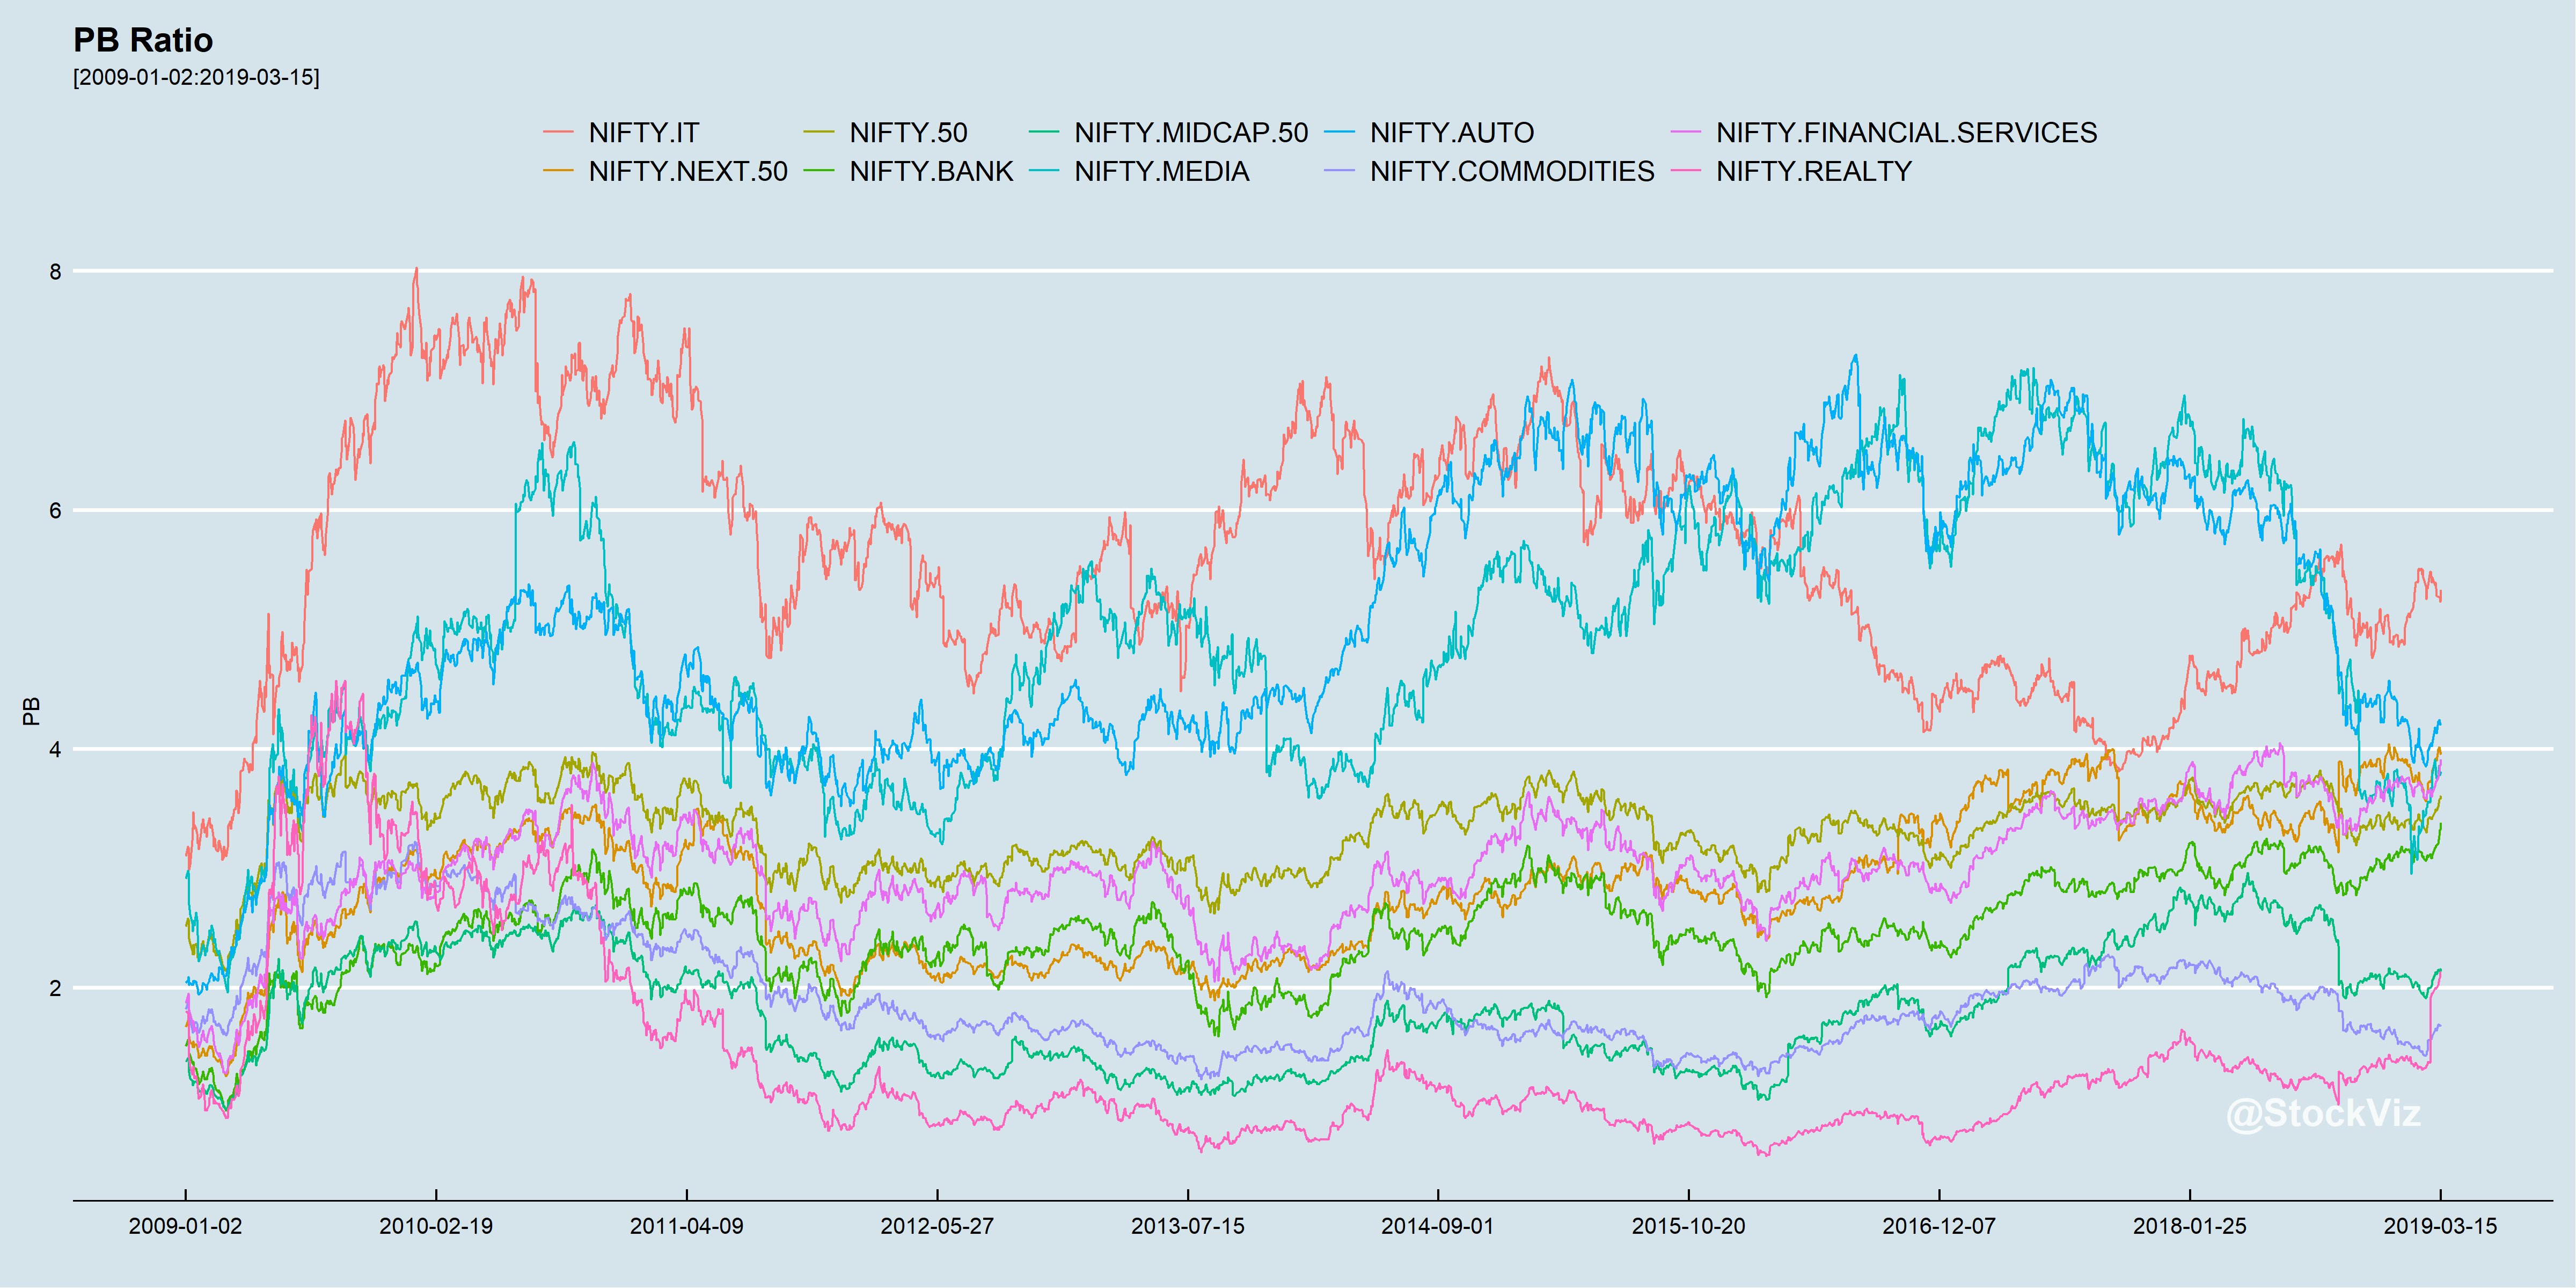 PB Ratio
[2009-01-02:2019-03-15]
NIFTY.IT NIFTY.50 NIFTY.MIDCAP.50 NIFTY.AUTO NIFTY.FINANCIAL.SERVICES
NIFTY.NEXT.50 NIFTY.BANK NIFTY.MEDIA NIFTY.COMMODITIES NIFTY.REALTY
8
6
PB
4
2
@StockViz
2009-01-02 2010-02-19 2011-04-09 2012-05-27 2013-07-15 2014-09-01 2015-10-20 2016-12-07 2018-01-25 2019-03-15